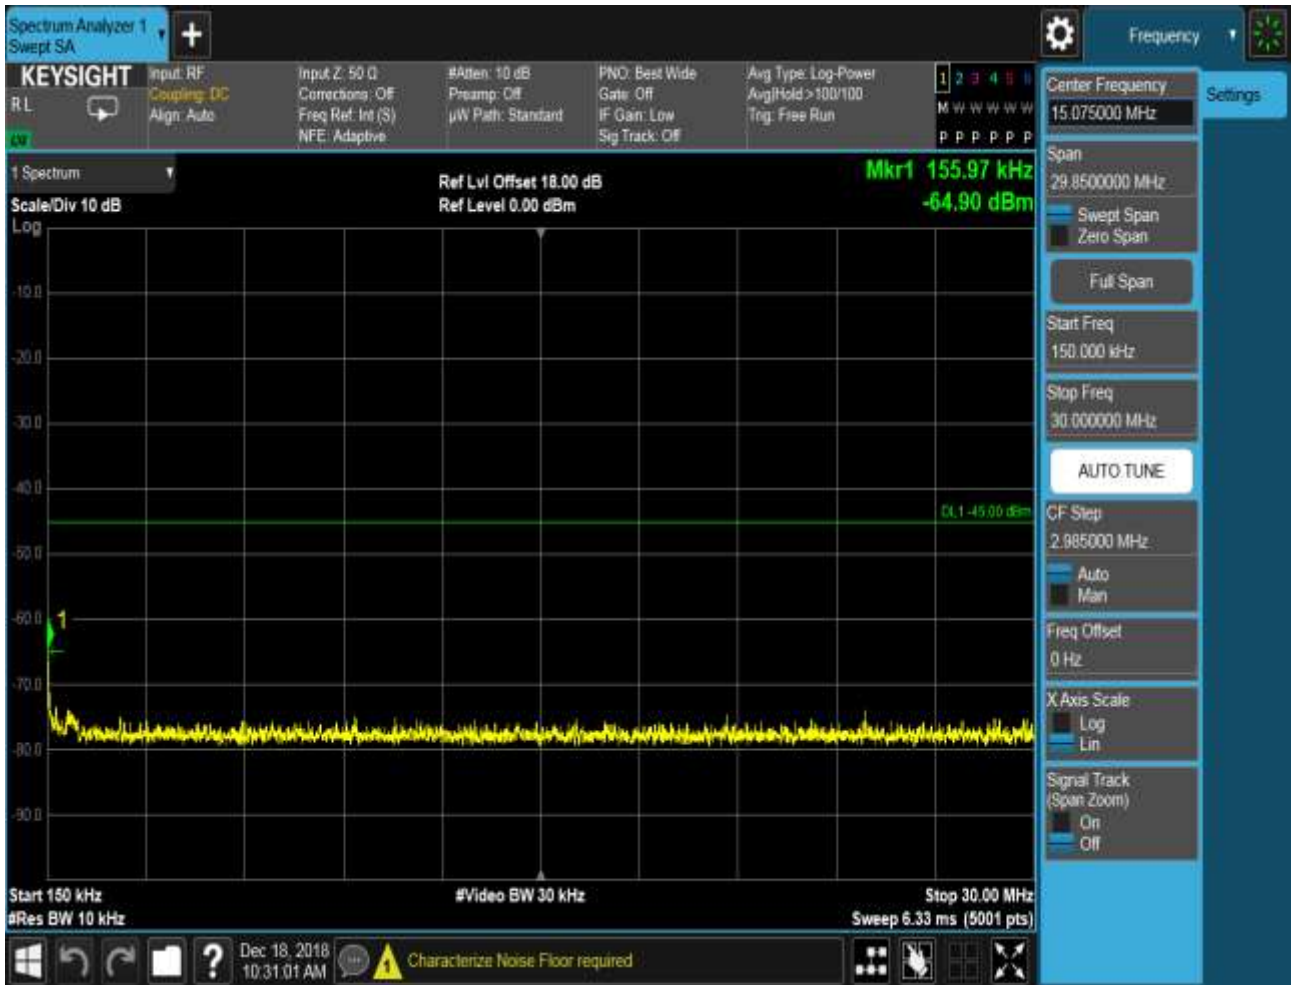 Spectrum Analyzer 1
Swept SA
Frequency
KEYSIGHT
RL
Input: RF
Coupling: DC
Align: Auto
Input Z: 50 Ω
Corrections: Off
Freq Ref: Int (S)
NFE: Adaptive
#Atten: 10 dB
Preamp: Off
µW Path: Standard
PNO: Best Wide
Gate: Off
IF Gain: Low
Sig Track: Off
Avg Type: Log-Power
Avg|Hold:>100/100
Trig: Free Run
1 2 3 4 5 6
M W W W W W
P P P P P P
1 Spectrum
Scale/Div 10 dB
Log
Ref Lvl Offset 18.00 dB
Ref Level 0.00 dBm
Mkr1 155.97 kHz
-64.90 dBm
-10.0
-20.0
-30.0
-40.0
DL1 -45.00 dBm
-50.0
-60.0
1
-70.0
-80.0
-90.0
Start 150 kHz
#Res BW 10 kHz
#Video BW 30 kHz
Stop 30.00 MHz
Sweep 6.33 ms (5001 pts)
Center Frequency
15.075000 MHz
Settings
Span
29.8500000 MHz
Swept Span
Zero Span
Full Span
Start Freq
150.000 kHz
Stop Freq
30.000000 MHz
AUTO TUNE
CF Step
2.985000 MHz
Auto
Man
Freq Offset
0 Hz
X Axis Scale
Log
Lin
Signal Track
(Span Zoom)
On
Off
?
Dec 18, 2018
10:31:01 AM
1
Characterize Noise Floor required